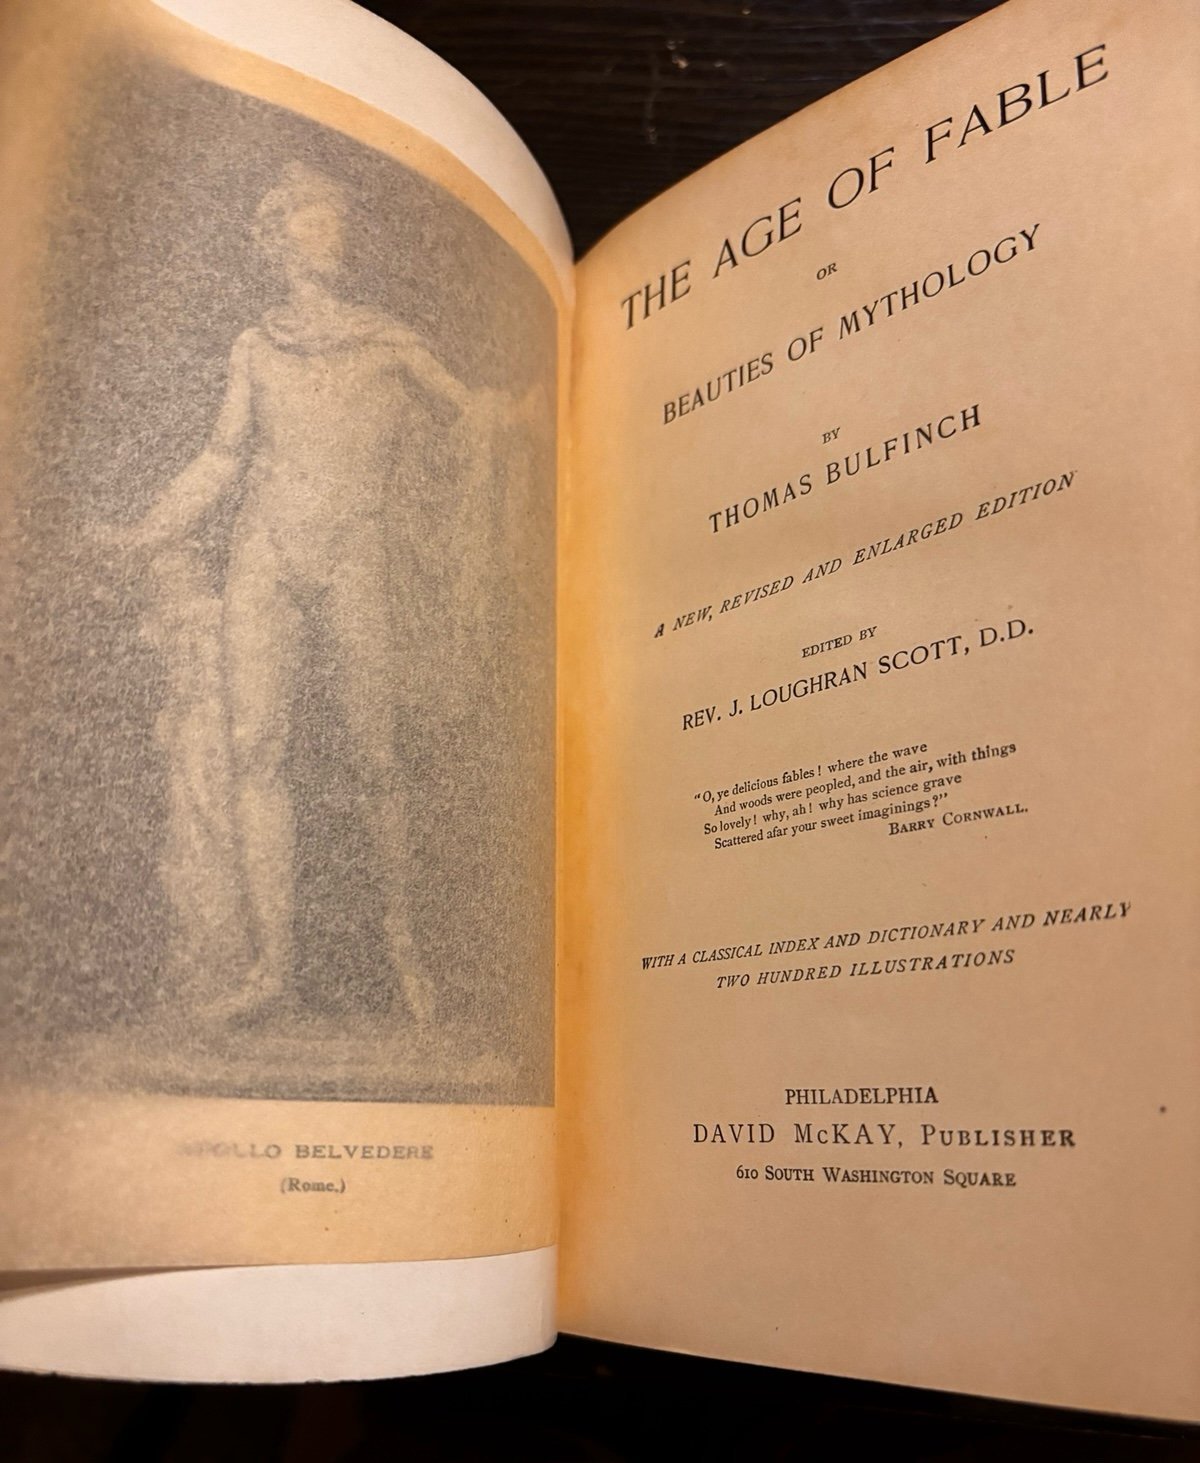 APOLLO BELVEDERE
(Rome.)
THE AGE OF FABLE
OR
BEAUTIES OF MYTHOLOGY
BY
THOMAS BULFINCH
A NEW, REVISED AND ENLARGED EDITION
EDITED BY
REV. J. LOUGHRAN SCOTT, D.D.
“O, ye delicious fables! where the wave
And woods were peopled, and the air, with things
So lovely! why, ah! why has science grave
Scattered afar your sweet imaginings?”
BARRY CORNWALL.
WITH A CLASSICAL INDEX AND DICTIONARY AND NEARLY
TWO HUNDRED ILLUSTRATIONS
PHILADELPHIA
DAVID McKAY, PUBLISHER
610 SOUTH WASHINGTON SQUARE